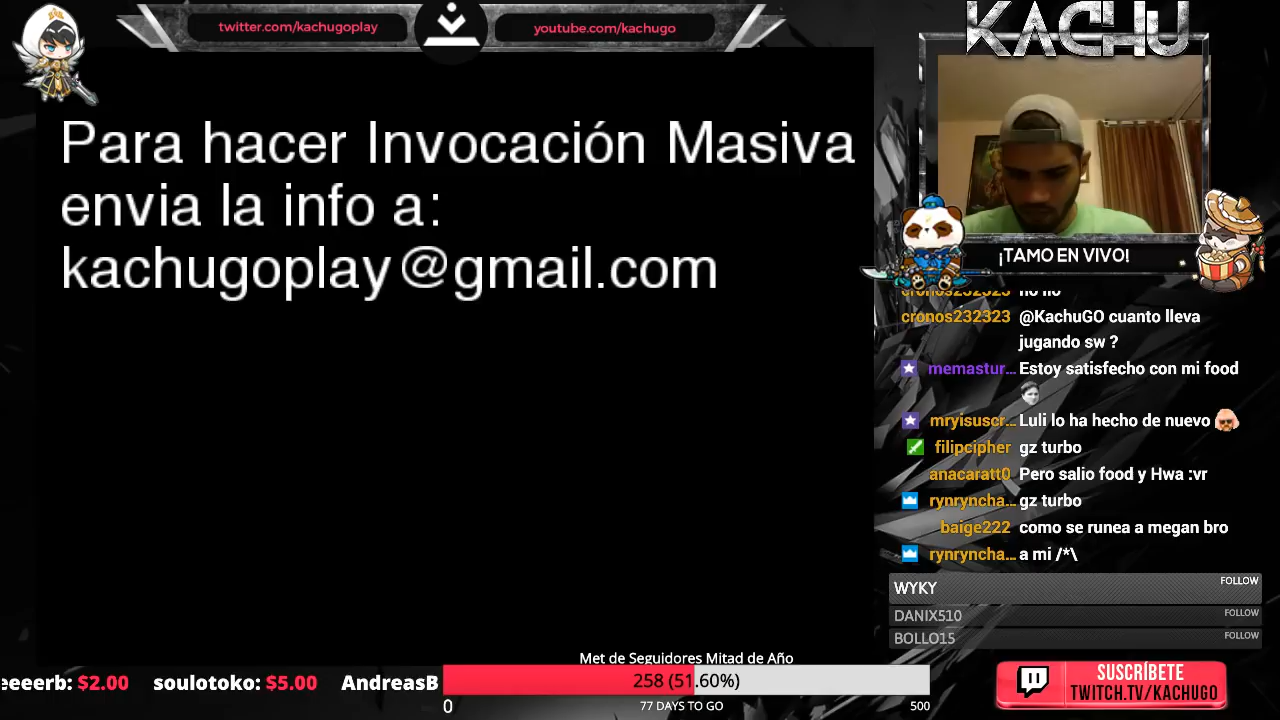 twitter.com/kachugoplay
youtube.com/kachugo
KACHU
Para hacer Invocación Masiva
envia la info a:
kachugoplay@gmail.com
¡TAMO EN VIVO!
cronos232323 no no
cronos232323 @KachuGO cuanto lleva
jugando sw ?
memastur... Estoy satisfecho con mi food
mryisuscr... Luli lo ha hecho de nuevo
filipcipher gz turbo
anacaratt0 Pero salio food y Hwa :vr
rynryncha... gz turbo
baige222 como se runea a megan bro
rynryncha... a mi /*\
WYKY FOLLOW
DANIX510 FOLLOW
BOLLO15 FOLLOW
Met de Seguidores Mitad de Año
eeeerb: $2.00 soulotoko: $5.00 AndreasB
258 (51.60%)
0 77 DAYS TO GO 500
SUSCRÍBETE
TWITCH.TV/KACHUGO